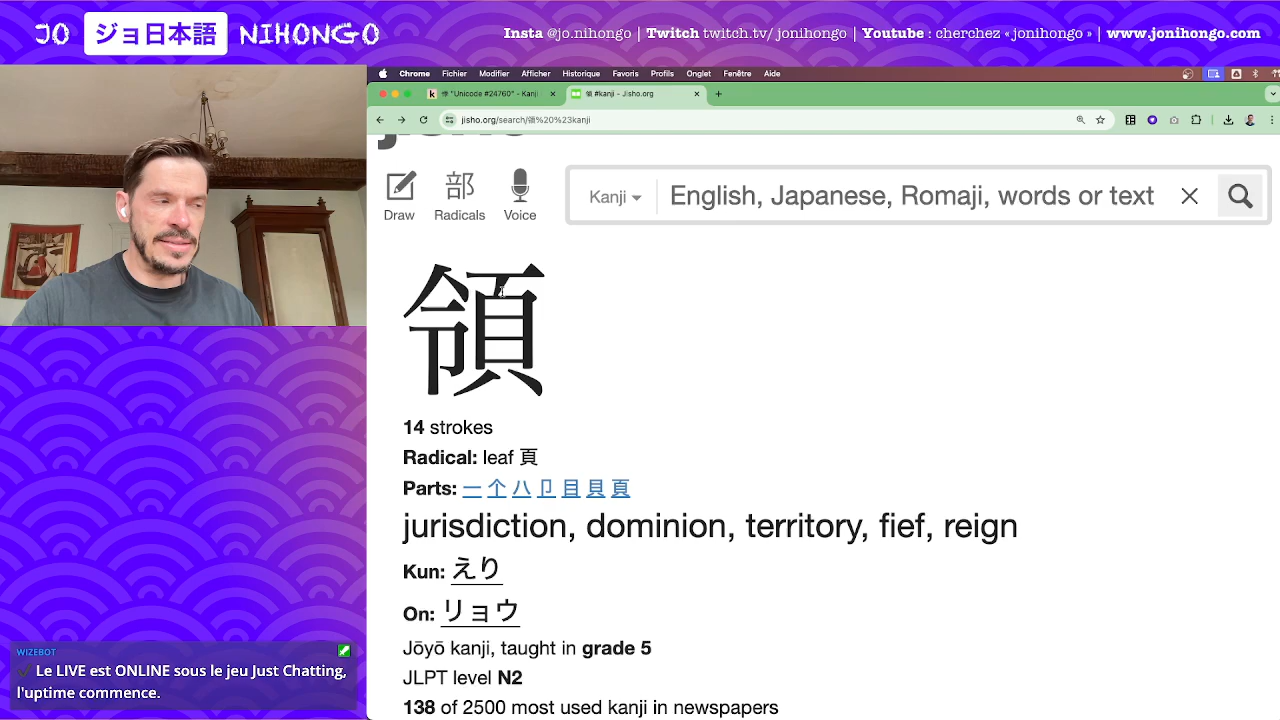 JO ジョ日本語 NIHONGO
Insta @jo.nihongo | Twitch twitch.tv/ jonihongo | Youtube : cherchez « jonihongo » | www.jonihongo.com
Chrome Fichier Modifier Afficher Historique Favoris Profils Onglet Fenêtre Aide
"Unicode #24760" - Kanji
領 #kanji - Jisho.org
jisho.org/search/領%20%23kanji
Draw
部 Radicals
Voice
Kanji English, Japanese, Romaji, words or text
領
14 strokes
Radical: leaf 頁
Parts: 一 个 ハ 卩 目 貝 頁
jurisdiction, dominion, territory, fief, reign
Kun: えり
On: リョウ
Jōyō kanji, taught in grade 5
JLPT level N2
138 of 2500 most used kanji in newspapers
WIZEBOT
✔ Le LIVE est ONLINE sous le jeu Just Chatting,
l'uptime commence.